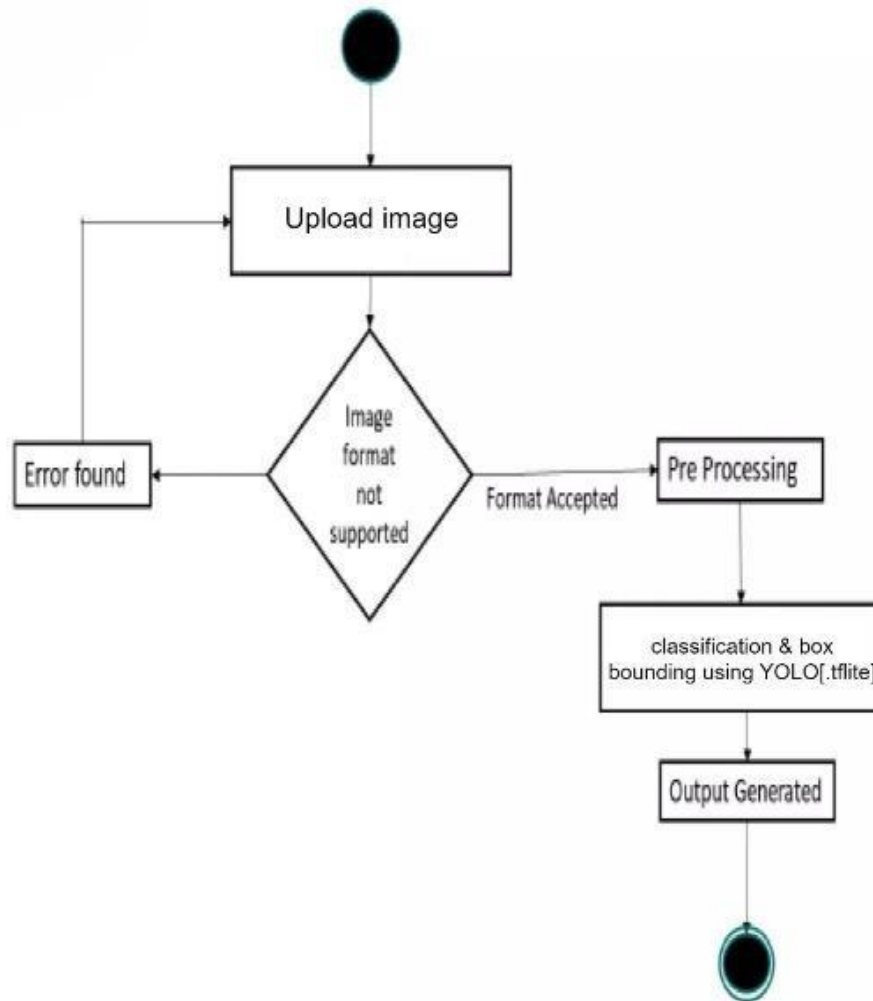 Upload image
Image
format
not
supported
Error found
Format Accepted
Pre Processing
classification & box
bounding using YOLO[.tflite]
Output Generated